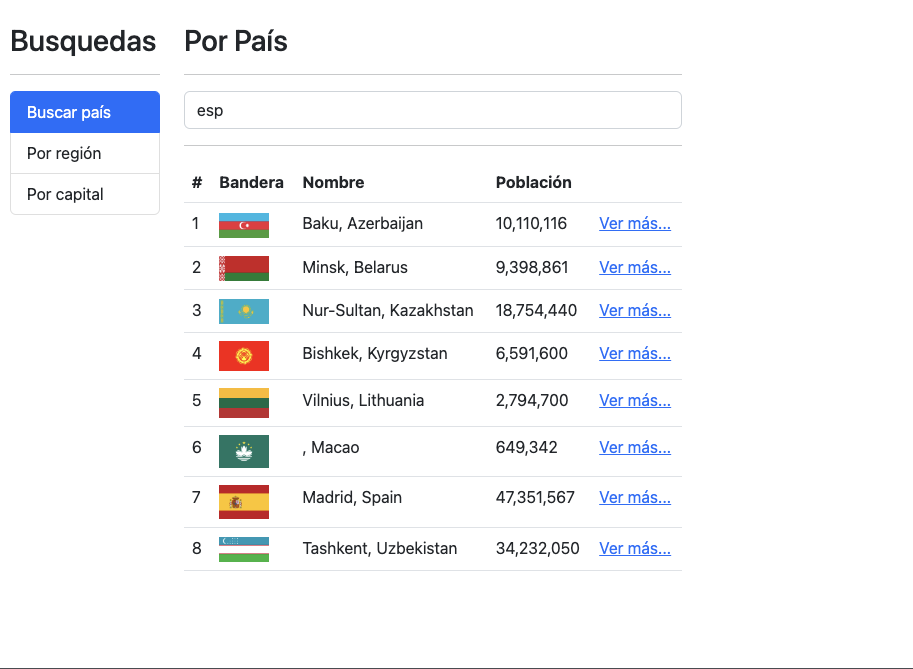 Busquedas
Por País
Buscar país
Por región
Por capital
esp
# Bandera Nombre Población
1 Baku, Azerbaijan 10,110,116 Ver más...
2 Minsk, Belarus 9,398,861 Ver más...
3 Nur-Sultan, Kazakhstan 18,754,440 Ver más...
4 Bishkek, Kyrgyzstan 6,591,600 Ver más...
5 Vilnius, Lithuania 2,794,700 Ver más...
6 , Macao 649,342 Ver más...
7 Madrid, Spain 47,351,567 Ver más...
8 Tashkent, Uzbekistan 34,232,050 Ver más...